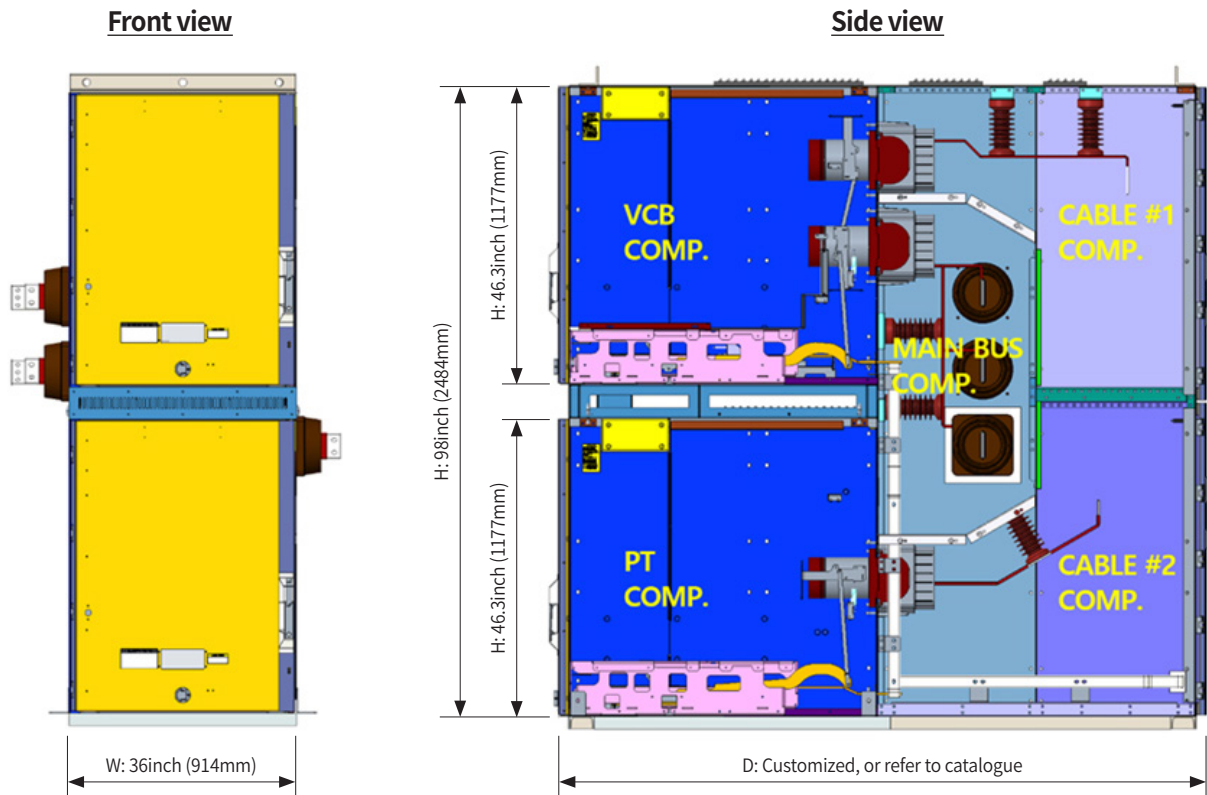 Front view
Side view
H: 98inch (2484mm)
H: 46.3inch (1177mm)
H: 46.3inch (1177mm)
VCB
COMP.
CABLE #1
COMP.
MAIN BUS
COMP.
PT
COMP.
CABLE #2
COMP.
W: 36inch (914mm)
D: Customized, or refer to catalogue